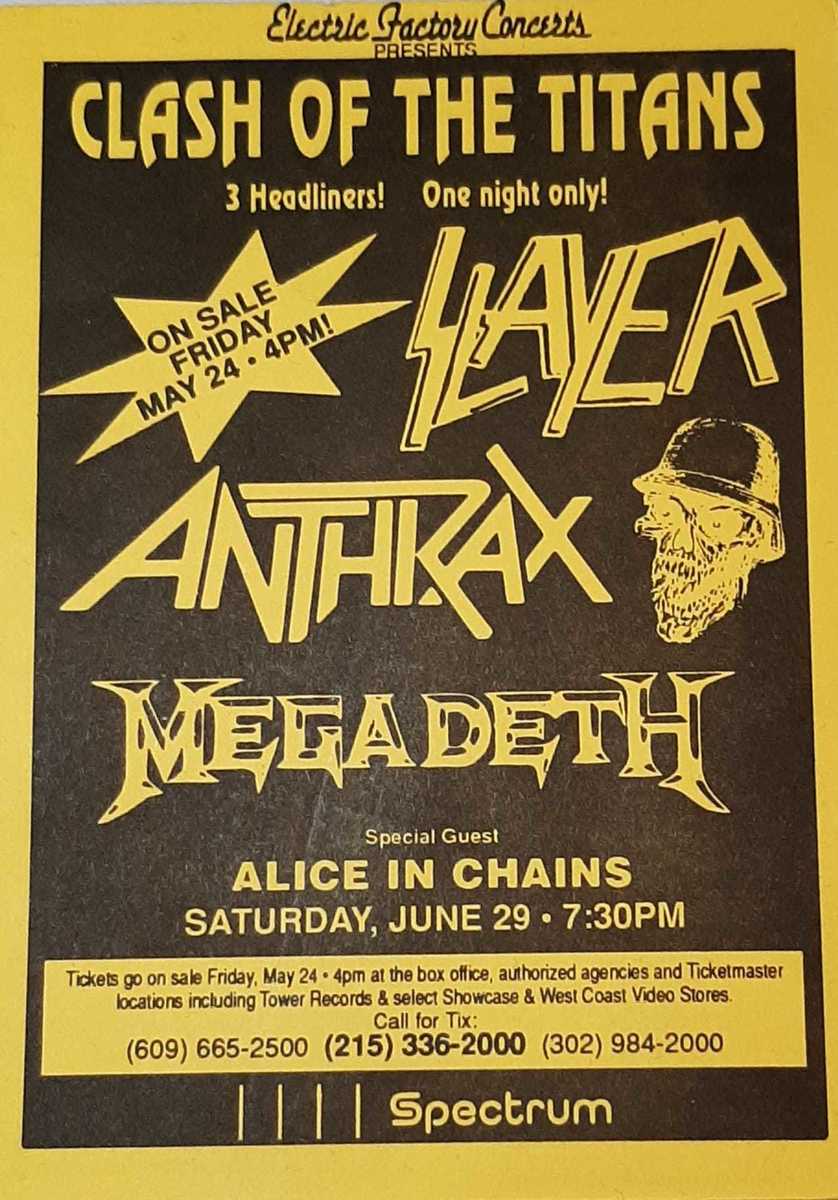 Electric Factory Concerts
PRESENTS
CLASH OF THE TITANS
3 Headliners! One night only!
ON SALE
FRIDAY
MAY 24 • 4PM!
SLAYER
ANTHRAX
MEGADETH
Special Guest
ALICE IN CHAINS
SATURDAY, JUNE 29 • 7:30PM
Tickets go on sale Friday, May 24 • 4pm at the box office, authorized agencies and Ticketmaster
locations including Tower Records & select Showcase & West Coast Video Stores.
Call for Tix:
(609) 665-2500 (215) 336-2000 (302) 984-2000
Spectrum